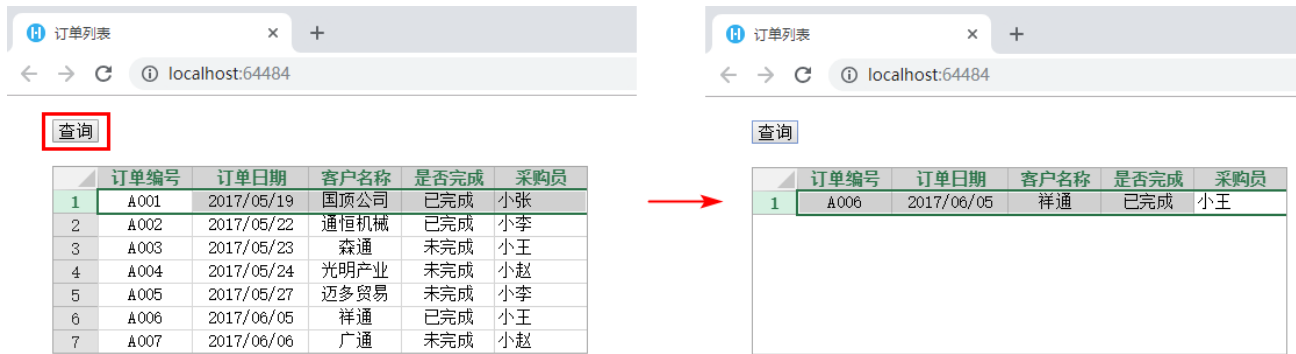 订单列表
localhost:64484
查询
订单编号 订单日期 客户名称 是否完成 采购员
1 A001 2017/05/19 国顶公司 已完成 小张
2 A002 2017/05/22 通恒机械 已完成 小李
3 A003 2017/05/23 森通 未完成 小王
4 A004 2017/05/24 光明产业 未完成 小赵
5 A005 2017/05/27 迈多贸易 未完成 小李
6 A006 2017/06/05 祥通 已完成 小王
7 A007 2017/06/06 广通 未完成 小赵
订单列表
localhost:64484
查询
订单编号 订单日期 客户名称 是否完成 采购员
1 A006 2017/06/05 祥通 已完成 小王